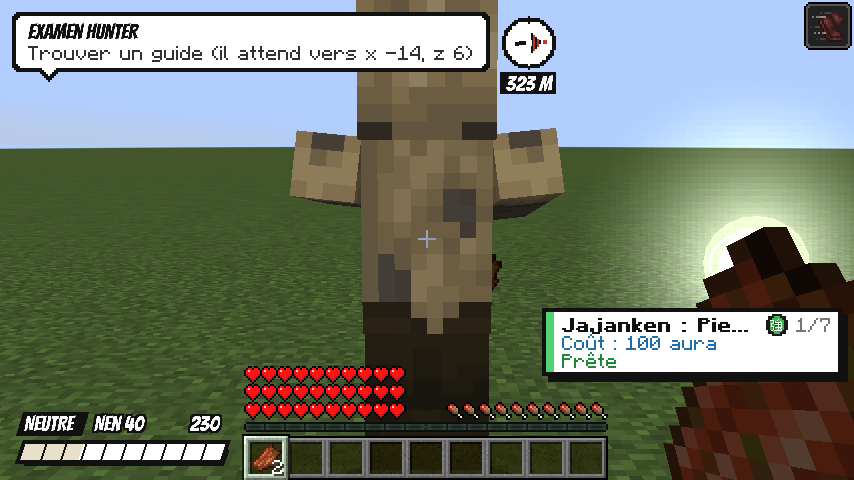 EXAMEN HUNTER
Trouver un guide (il attend vers x -14, z 6)
323 M
Jajanken : Pie... 1/7
Coût : 100 aura
Prête
NEUTRE NEN 40 230
2